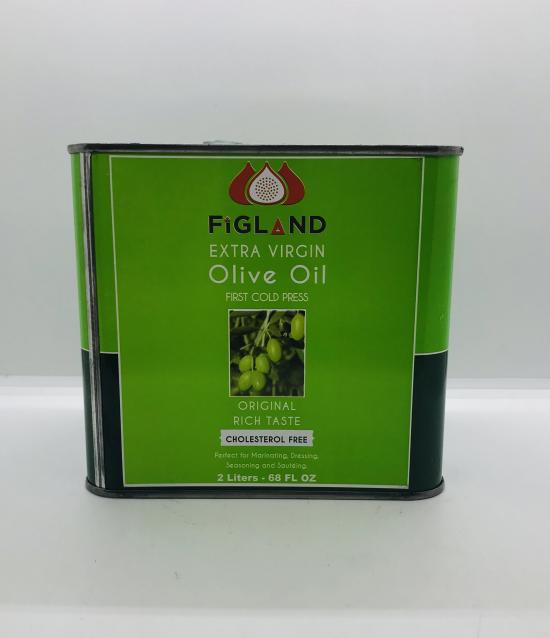 FiGLAND
EXTRA VIRGIN
Olive Oil
FIRST COLD PRESS
ORIGINAL
RICH TASTE
CHOLESTEROL FREE
Perfect for Marinating, Dressing,
Seasoning and Sautéing.
2 Liters - 68 FL OZ